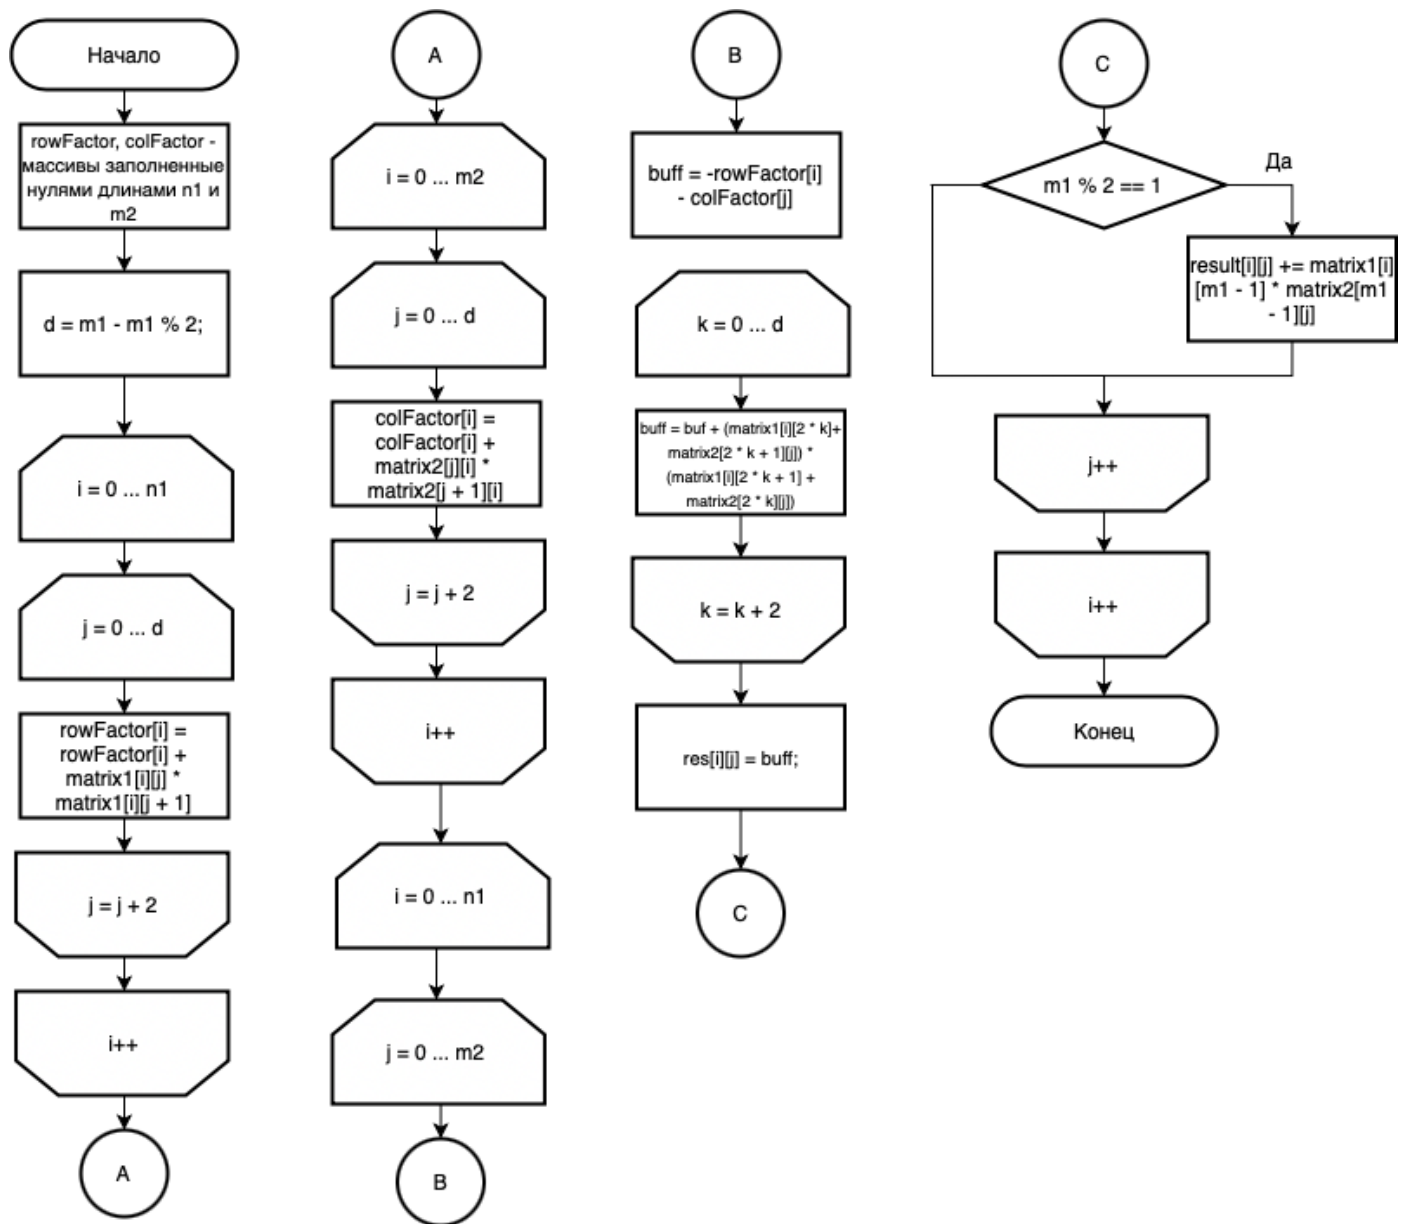 Начало
rowFactor, colFactor -
массивы заполненные
нулями длинами n1 и
m2
d = m1 - m1 % 2;
i = 0 ... n1
j = 0 ... d
rowFactor[i] =
rowFactor[i] +
matrix1[i][j] *
matrix1[i][j + 1]
j = j + 2
i++
A
A
i = 0 ... m2
j = 0 ... d
colFactor[i] =
colFactor[i] +
matrix2[j][i] *
matrix2[j + 1][i]
j = j + 2
i++
i = 0 ... n1
j = 0 ... m2
B
B
buff = -rowFactor[i]
- colFactor[j]
k = 0 ... d
buff = buf + (matrix1[i][2 * k]+
matrix2[2 * k + 1][j]) *
(matrix1[i][2 * k + 1] +
matrix2[2 * k][j])
k = k + 2
res[i][j] = buff;
C
C
m1 % 2 == 1
Да
result[i][j] += matrix1[i]
[m1 - 1] * matrix2[m1
- 1][j]
j++
i++
Конец